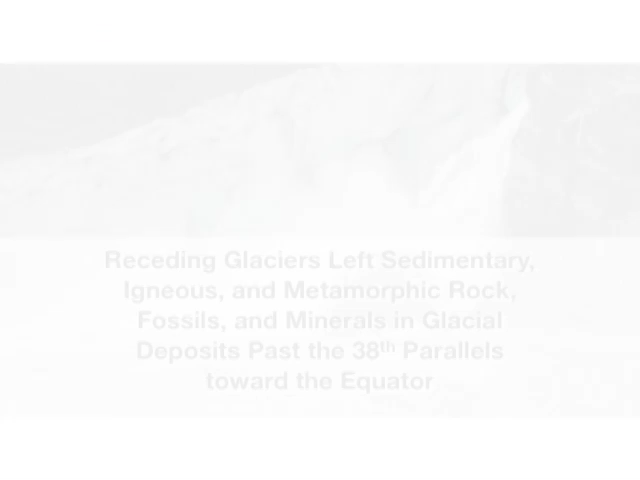 Receding Glaciers Left Sedimentary,
Igneous, and Metamorphic Rock,
Fossils, and Minerals in Glacial
Deposits Past the 38th Parallels
toward the Equator